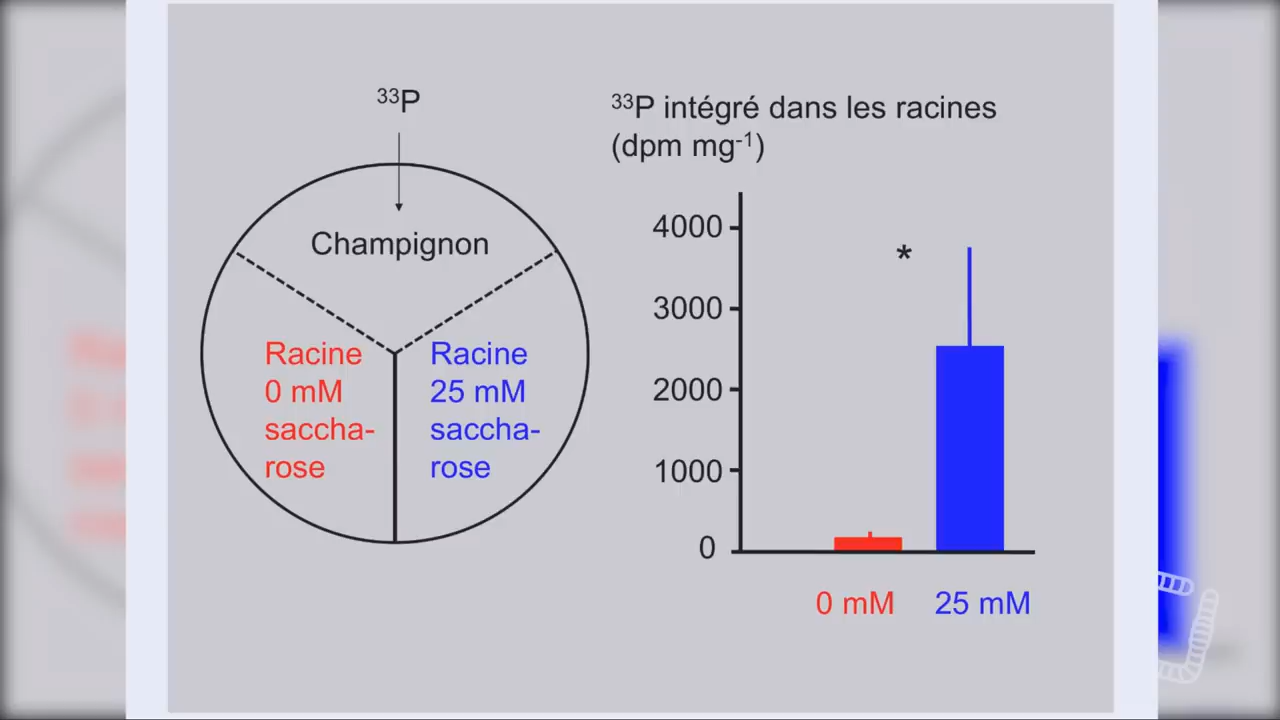 ³³P
Champignon
Racine
0 mM
saccha-
rose
Racine
25 mM
saccha-
rose
³³P intégré dans les racines
(dpm mg⁻¹)
4000
3000
2000
1000
0
*
0 mM
25 mM